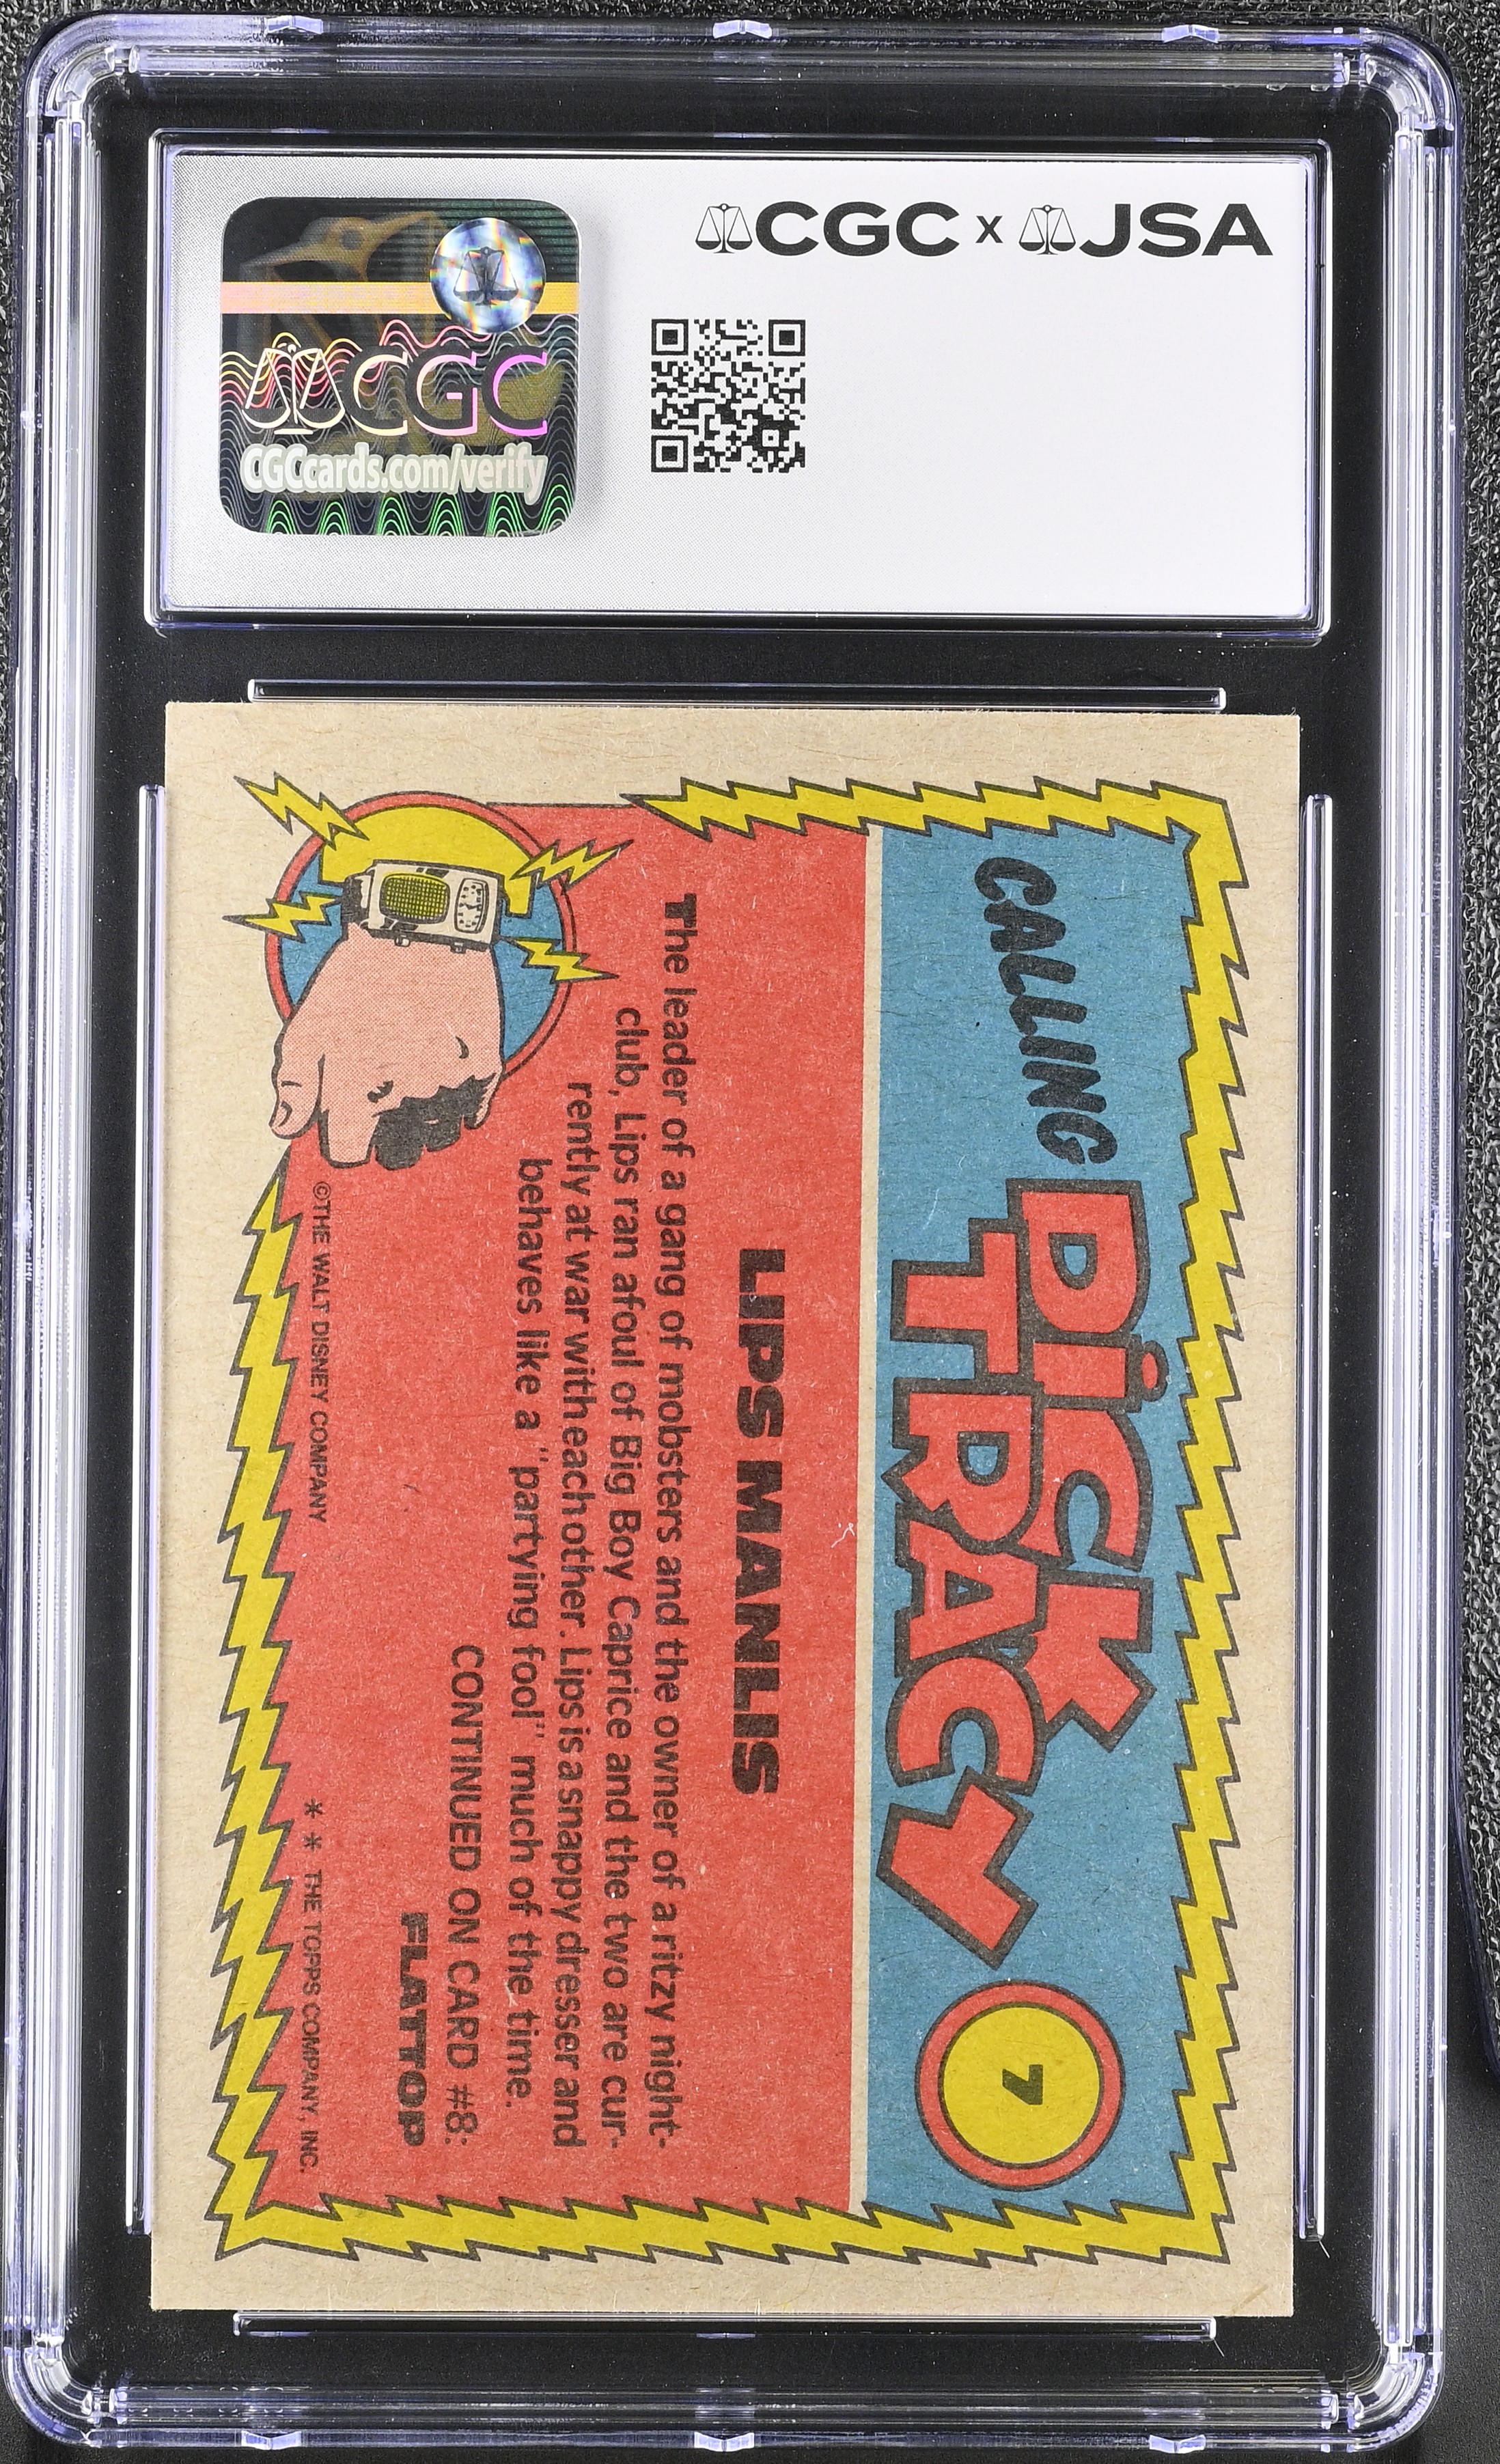 CGC x JSA
CGC
CGCcards.com/verify
CALLING
DICK
TRACY
7
LIPS MANLIS
The leader of a gang of mobsters and the owner of a ritzy night-
club, Lips ran afoul of Big Boy Caprice and the two are cur-
rently at war with each other. Lips is a snappy dresser and
behaves like a "partying fool" much of the time.
CONTINUED ON CARD #8:
FLATTOP
©THE WALT DISNEY COMPANY
* * THE TOPPS COMPANY, INC.